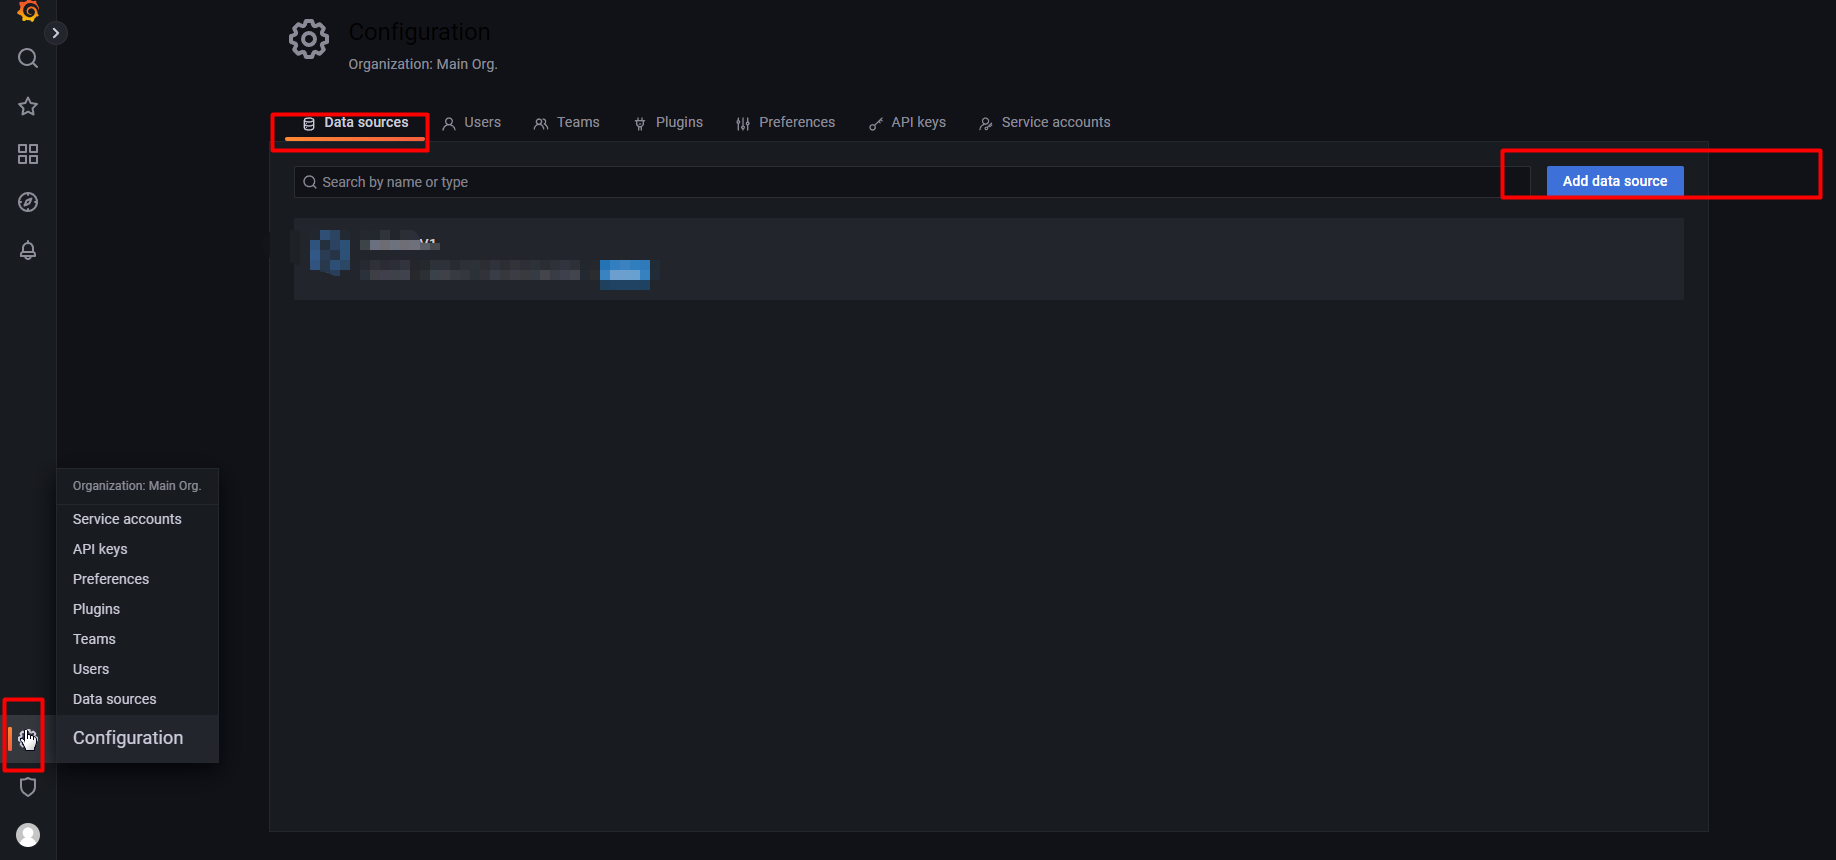 Configuration
Organization: Main Org.
Data sources
Users
Teams
Plugins
Preferences
API keys
Service accounts
Search by name or type
Add data source
V1
Organization: Main Org.
Service accounts
API keys
Preferences
Plugins
Teams
Users
Data sources
Configuration